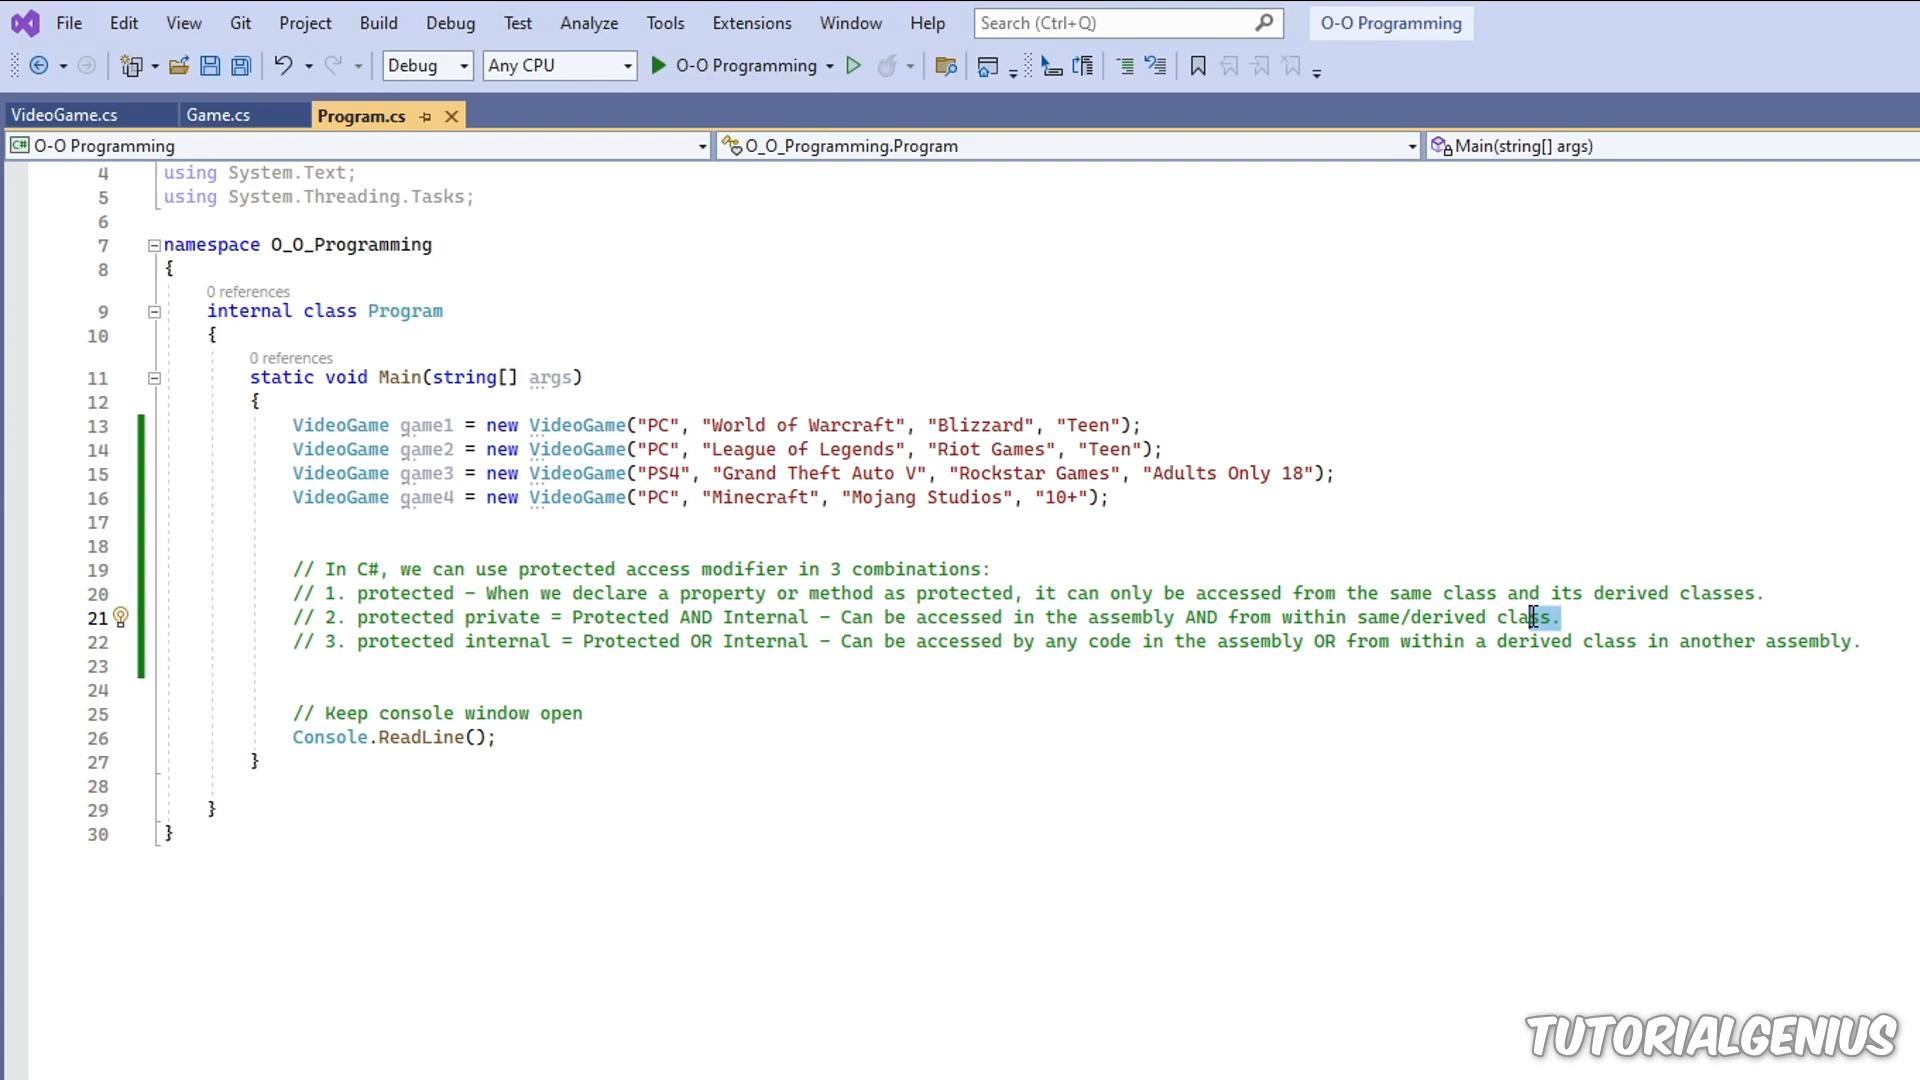 File Edit View Git Project Build Debug Test Analyze Tools Extensions Window Help Search (Ctrl+Q) O-O Programming
Debug Any CPU O-O Programming
VideoGame.cs Game.cs Program.cs
C# O-O Programming O_O_Programming.Program Main(string[] args)
4 using System.Text;
5 using System.Threading.Tasks;
6
7 namespace O_O_Programming
8 {
0 references
9 internal class Program
10 {
0 references
11 static void Main(string[] args)
12 {
13 VideoGame game1 = new VideoGame("PC", "World of Warcraft", "Blizzard", "Teen");
14 VideoGame game2 = new VideoGame("PC", "League of Legends", "Riot Games", "Teen");
15 VideoGame game3 = new VideoGame("PS4", "Grand Theft Auto V", "Rockstar Games", "Adults Only 18");
16 VideoGame game4 = new VideoGame("PC", "Minecraft", "Mojang Studios", "10+");
17
18
19 // In C#, we can use protected access modifier in 3 combinations:
20 // 1. protected - When we declare a property or method as protected, it can only be accessed from the same class and its derived classes.
21 // 2. protected private = Protected AND Internal - Can be accessed in the assembly AND from within same/derived class.
22 // 3. protected internal = Protected OR Internal - Can be accessed by any code in the assembly OR from within a derived class in another assembly.
23
24
25 // Keep console window open
26 Console.ReadLine();
27 }
28
29 }
30 }
TUTORIALGENIUS